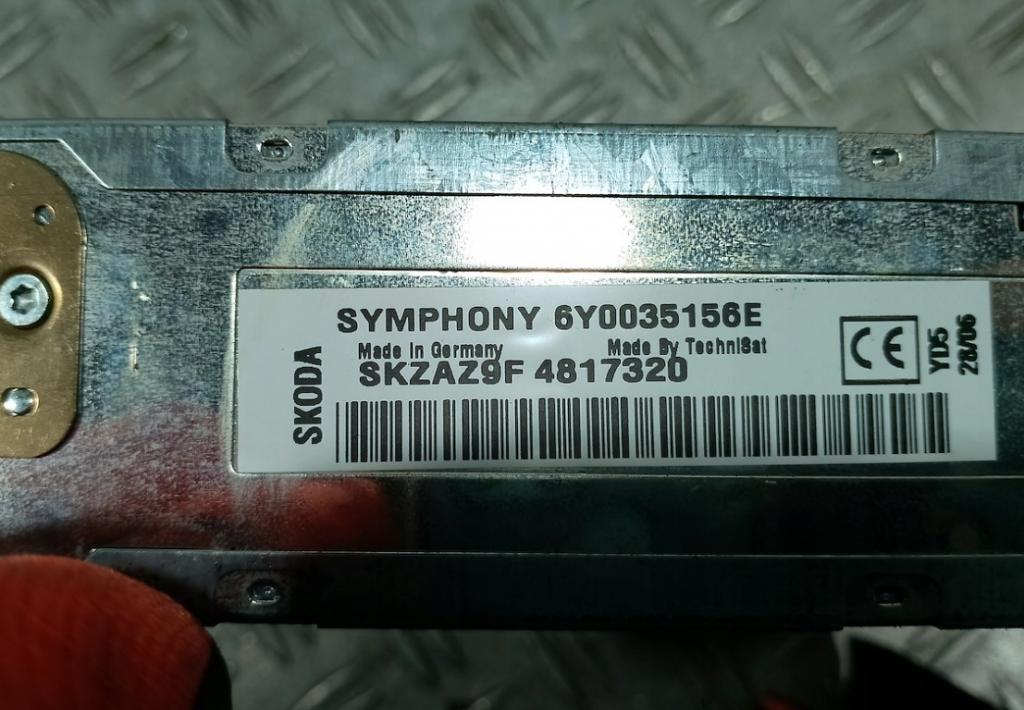 SYMPHONY 6Y0035156E
Made in Germany Made By TechniSat
SKZAZ9F 4817320
SKODA
CE
YD5
28/06